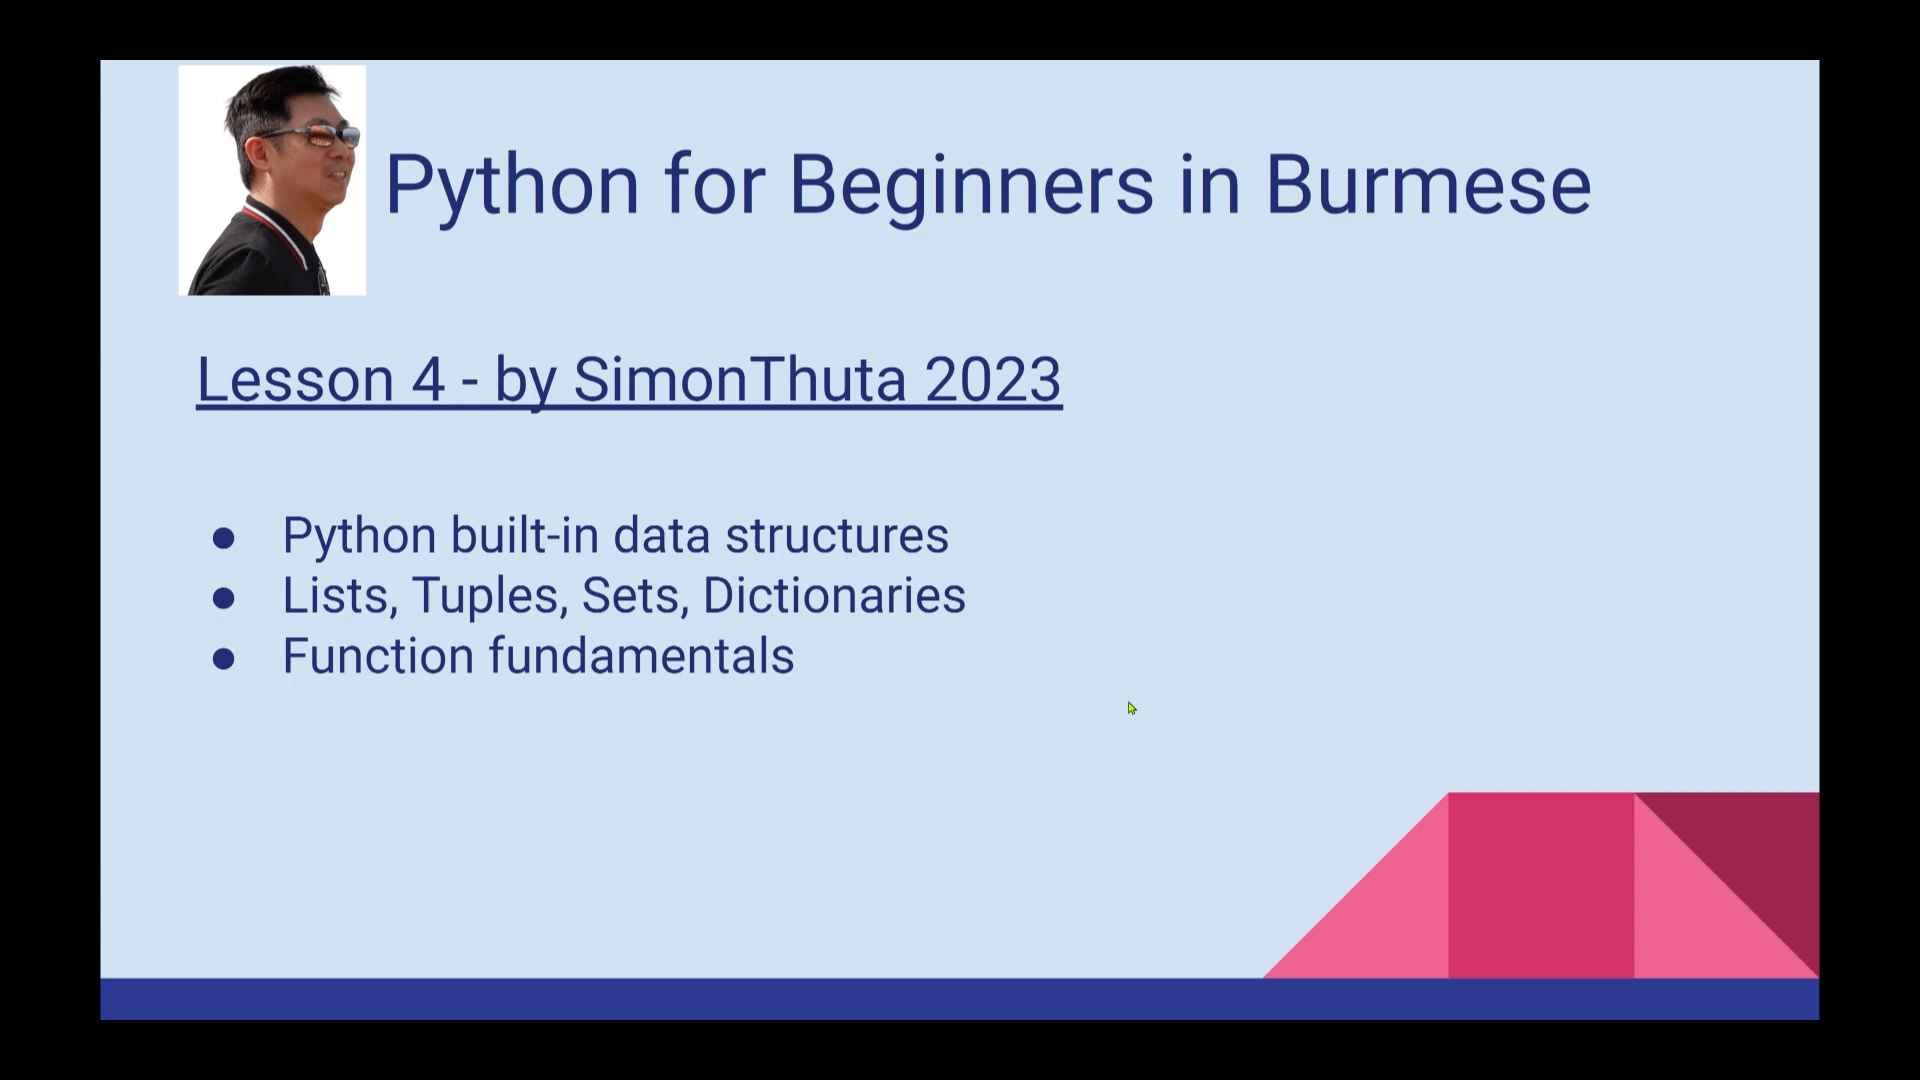 Python for Beginners in Burmese
Lesson 4 - by SimonThuta 2023
● Python built-in data structures
● Lists, Tuples, Sets, Dictionaries
● Function fundamentals